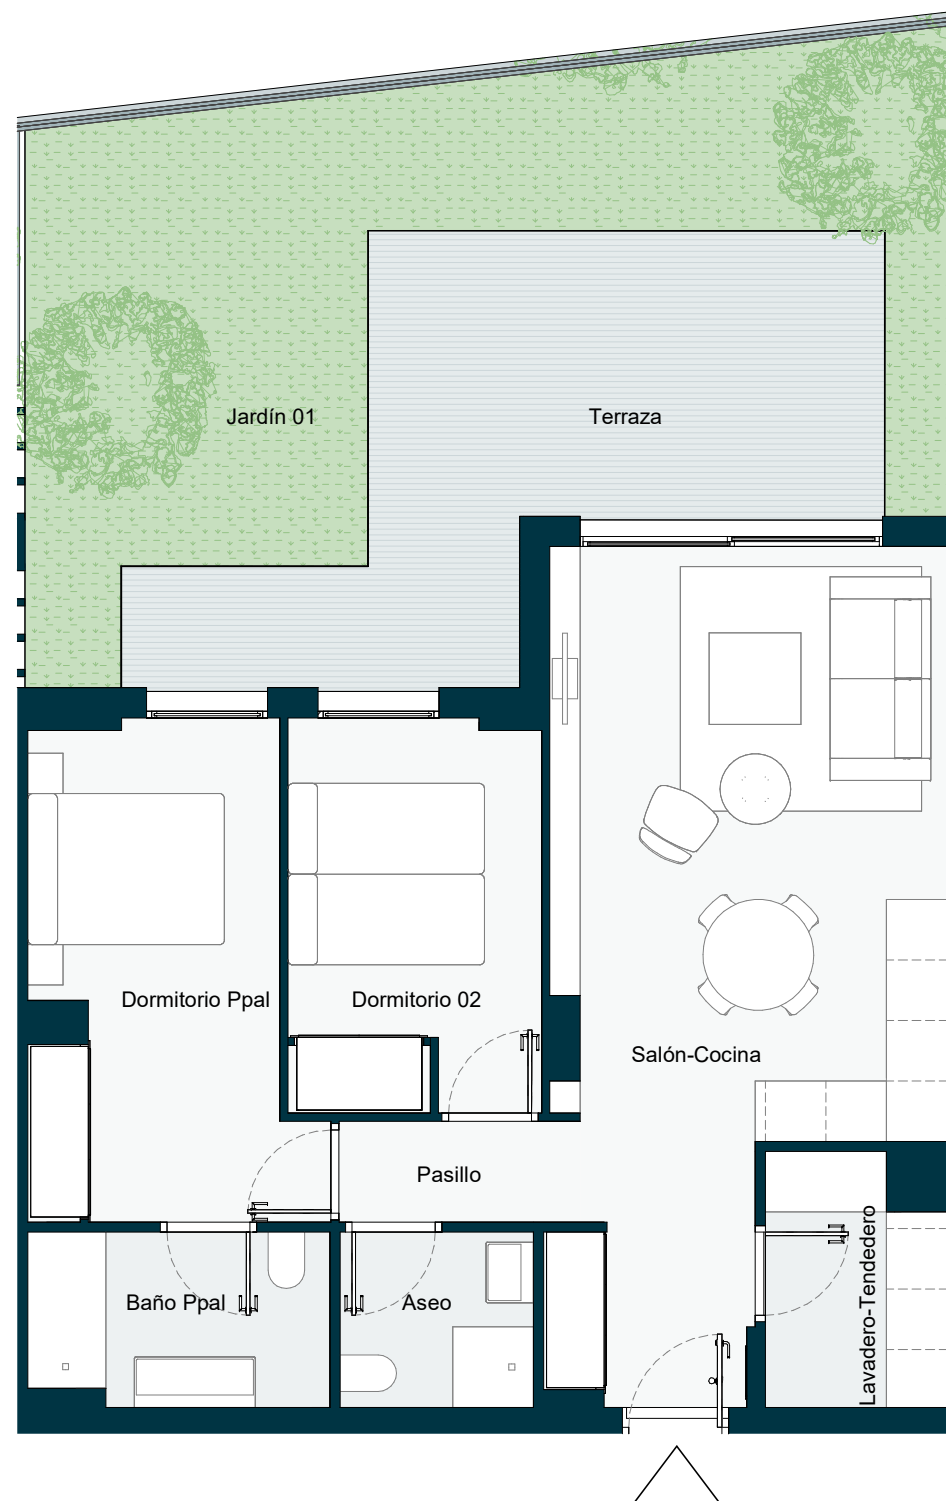 Jardín 01
Terraza
Dormitorio Ppal
Dormitorio 02
Salón-Cocina
Pasillo
Baño Ppal
Aseo
Lavadero-Tendedero